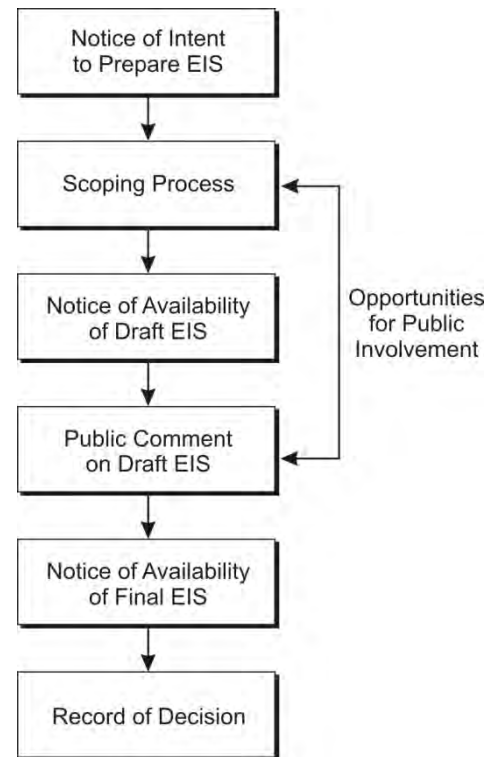 Notice of Intent
to Prepare EIS
Scoping Process
Notice of Availability
of Draft EIS
Opportunities
for Public
Involvement
Public Comment
on Draft EIS
Notice of Availability
of Final EIS
Record of Decision